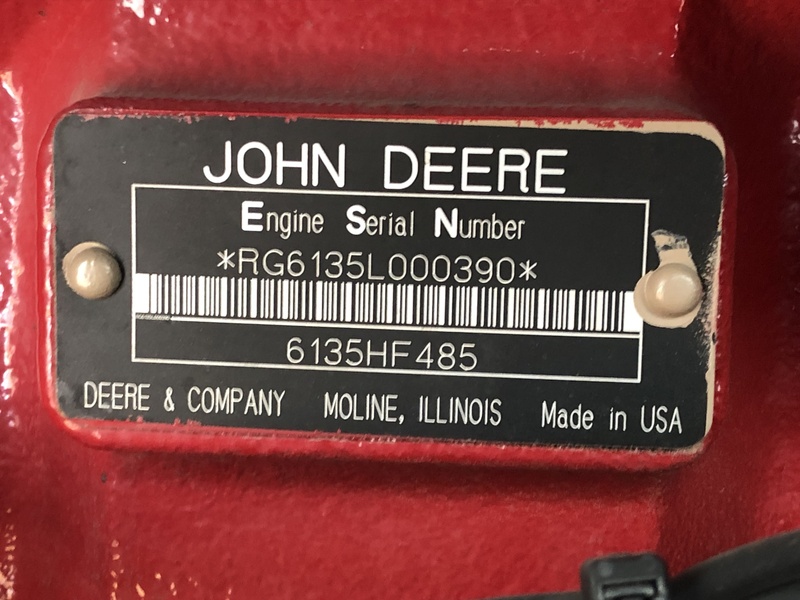 JOHN DEERE
Engine Serial Number
*RG6135L000390*
6135HF485
DEERE & COMPANY MOLINE, ILLINOIS Made in USA